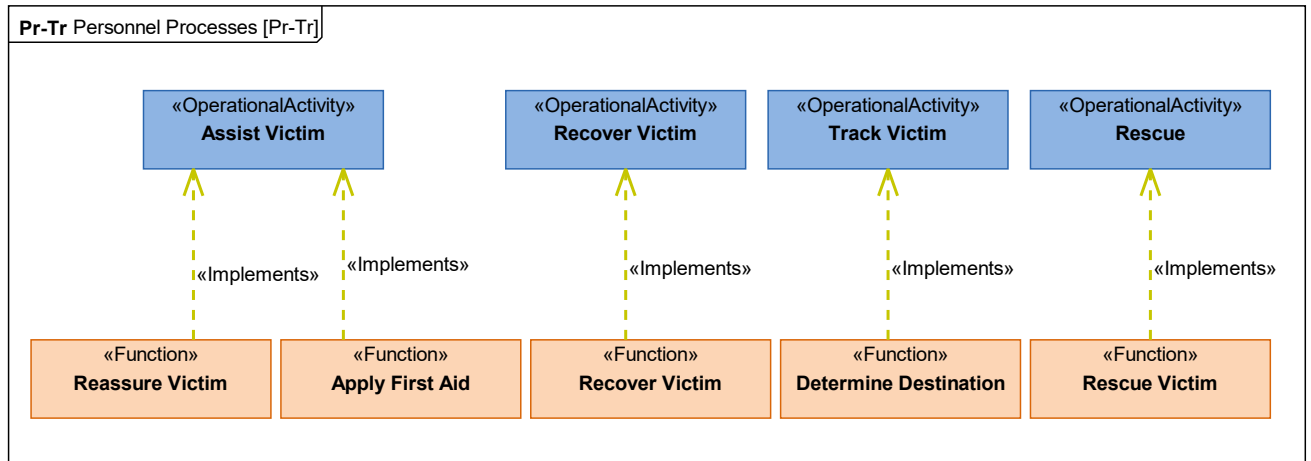 Pr-Tr Personnel Processes [Pr-Tr]
«OperationalActivity»
Assist Victim
«OperationalActivity»
Recover Victim
«OperationalActivity»
Track Victim
«OperationalActivity»
Rescue
«Implements»
«Implements»
«Implements»
«Implements»
«Implements»
«Function»
Reassure Victim
«Function»
Apply First Aid
«Function»
Recover Victim
«Function»
Determine Destination
«Function»
Rescue Victim